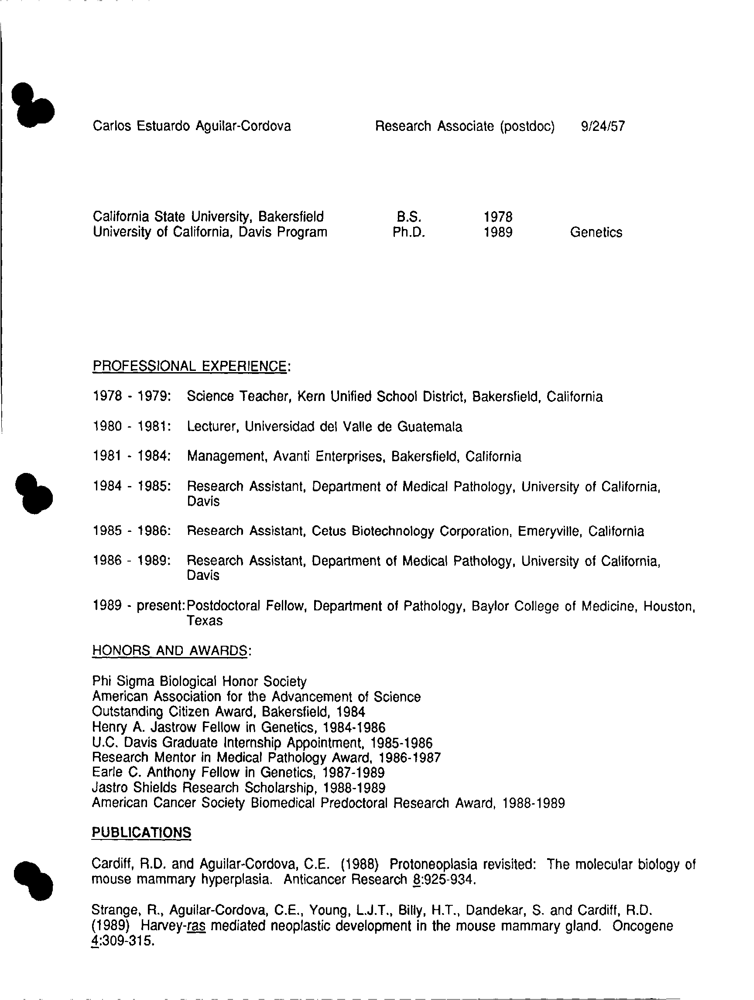 Carlos Estuardo Aguilar-Cordova Research Associate (postdoc) 9/24/57
California State University, Bakersfield B.S. 1978
University of California, Davis Program Ph.D. 1989 Genetics
PROFESSIONAL EXPERIENCE:
1978 - 1979: Science Teacher, Kern Unified School District, Bakersfield, California
1980 - 1981: Lecturer, Universidad del Valle de Guatemala
1981 - 1984: Management, Avanti Enterprises, Bakersfield, California
1984 - 1985: Research Assistant, Department of Medical Pathology, University of California,
Davis
1985 - 1986: Research Assistant, Cetus Biotechnology Corporation, Emeryville, California
1986 - 1989: Research Assistant, Department of Medical Pathology, University of California,
Davis
1989 - present: Postdoctoral Fellow, Department of Pathology, Baylor College of Medicine, Houston,
Texas
HONORS AND AWARDS:
Phi Sigma Biological Honor Society
American Association for the Advancement of Science
Outstanding Citizen Award, Bakersfield, 1984
Henry A. Jastrow Fellow in Genetics, 1984-1986
U.C. Davis Graduate Internship Appointment, 1985-1986
Research Mentor in Medical Pathology Award, 1986-1987
Earle C. Anthony Fellow in Genetics, 1987-1989
Jastro Shields Research Scholarship, 1988-1989
American Cancer Society Biomedical Predoctoral Research Award, 1988-1989
PUBLICATIONS
Cardiff, R.D. and Aguilar-Cordova, C.E. (1988) Protoneoplasia revisited: The molecular biology of
mouse mammary hyperplasia. Anticancer Research 8:925-934.
Strange, R., Aguilar-Cordova, C.E., Young, L.J.T., Billy, H.T., Dandekar, S. and Cardiff, R.D.
(1989) Harvey-ras mediated neoplastic development in the mouse mammary gland. Oncogene
4:309-315.